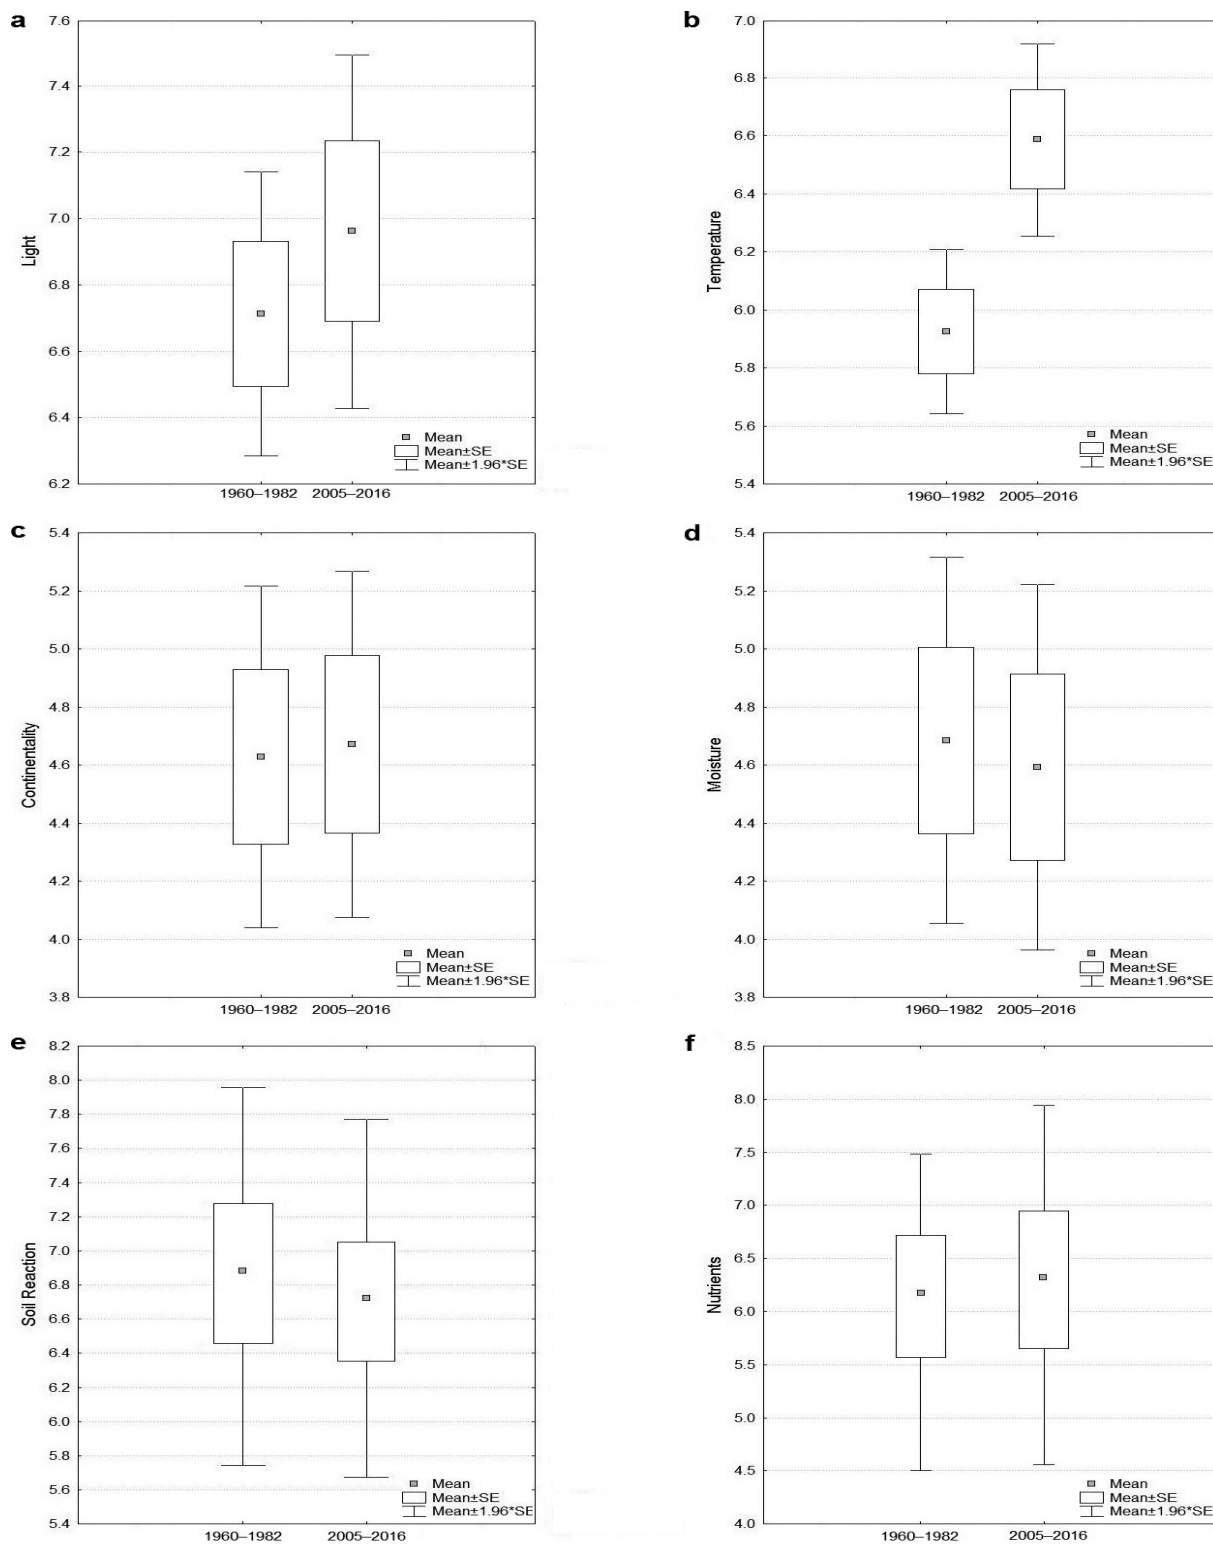 a
7.6
7.4
7.2
7.0
6.8
6.6
6.4
6.2
Light
Mean
Mean±SE
Mean±1.96*SE
1960–1982 2005–2016
b
7.0
6.8
6.6
6.4
6.2
6.0
5.8
5.6
5.4
Temperature
Mean
Mean±SE
Mean±1.96*SE
1960–1982 2005–2016
c
5.4
5.2
5.0
4.8
4.6
4.4
4.2
4.0
3.8
Continentality
Mean
Mean±SE
Mean±1.96*SE
1960–1982 2005–2016
d
5.4
5.2
5.0
4.8
4.6
4.4
4.2
4.0
3.8
Moisture
Mean
Mean±SE
Mean±1.96*SE
1960–1982 2005–2016
e
8.2
8.0
7.8
7.6
7.4
7.2
7.0
6.8
6.6
6.4
6.2
6.0
5.8
5.6
5.4
Soil Reaction
Mean
Mean±SE
Mean±1.96*SE
1960–1982 2005–2016
f
8.5
8.0
7.5
7.0
6.5
6.0
5.5
5.0
4.5
4.0
Nutrients
Mean
Mean±SE
Mean±1.96*SE
1960–1982 2005–2016